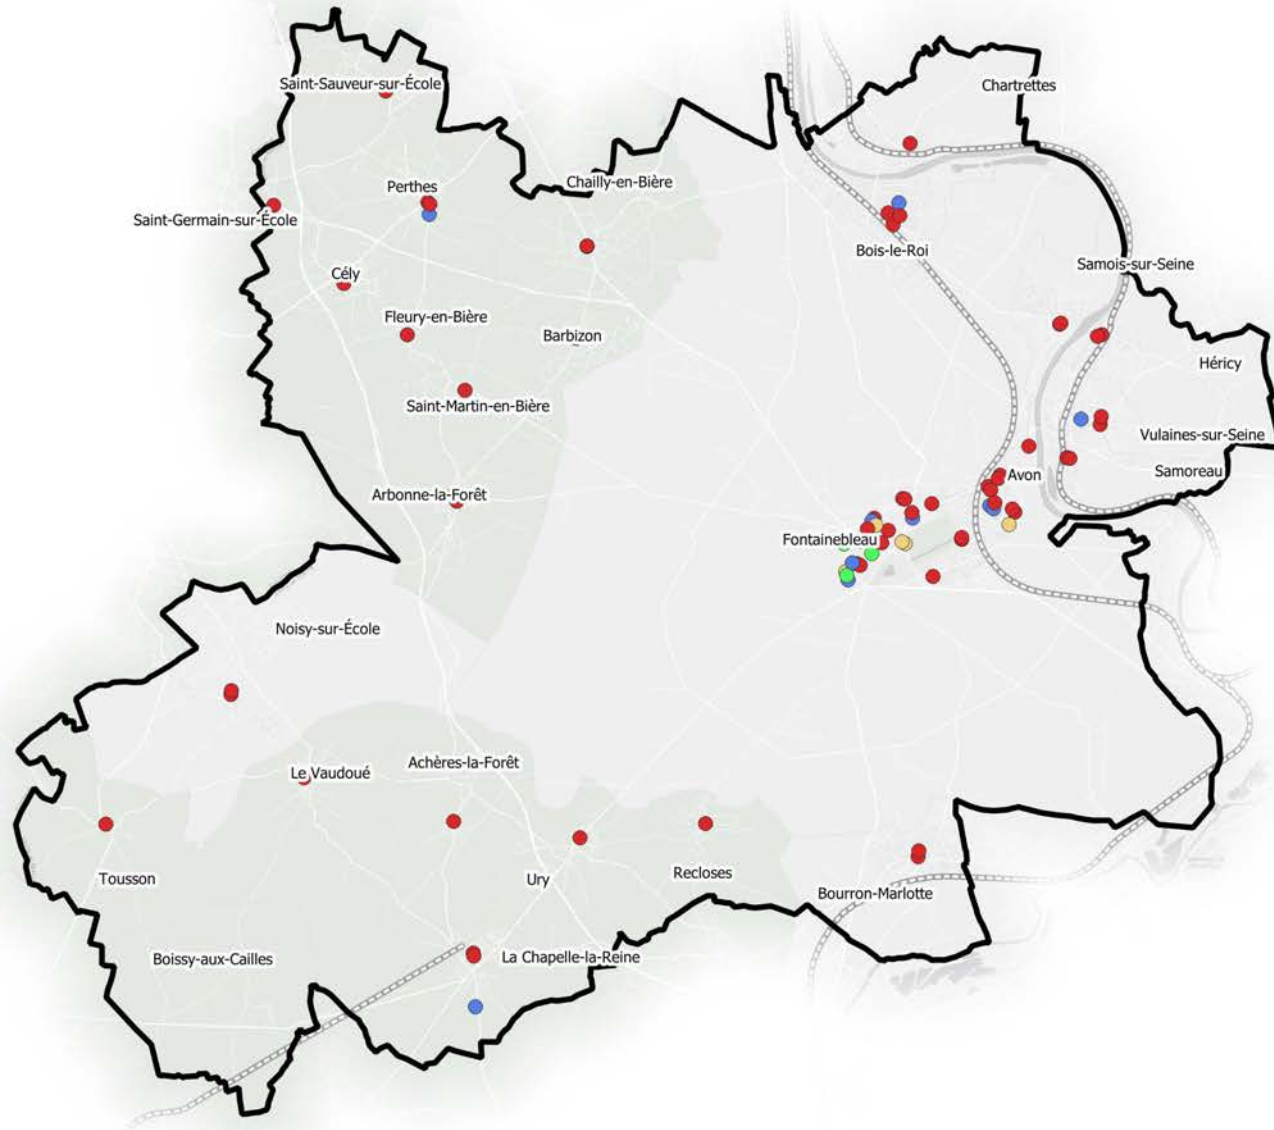 Saint-Sauveur-sur-École
Chartrettes
Perthes
Chailly-en-Bière
Saint-Germain-sur-École
Bois-le-Roi
Samois-sur-Seine
Cély
Fleury-en-Bière
Barbizon
Héricy
Saint-Martin-en-Bière
Vulaines-sur-Seine
Samoreau
Avon
Arbonne-la-Forêt
Fontainebleau
Noisy-sur-École
Achères-la-Forêt
Le Vaudoué
Tousson
Ury
Recloses
Bourron-Marlotte
Boissy-aux-Cailles
La Chapelle-la-Reine